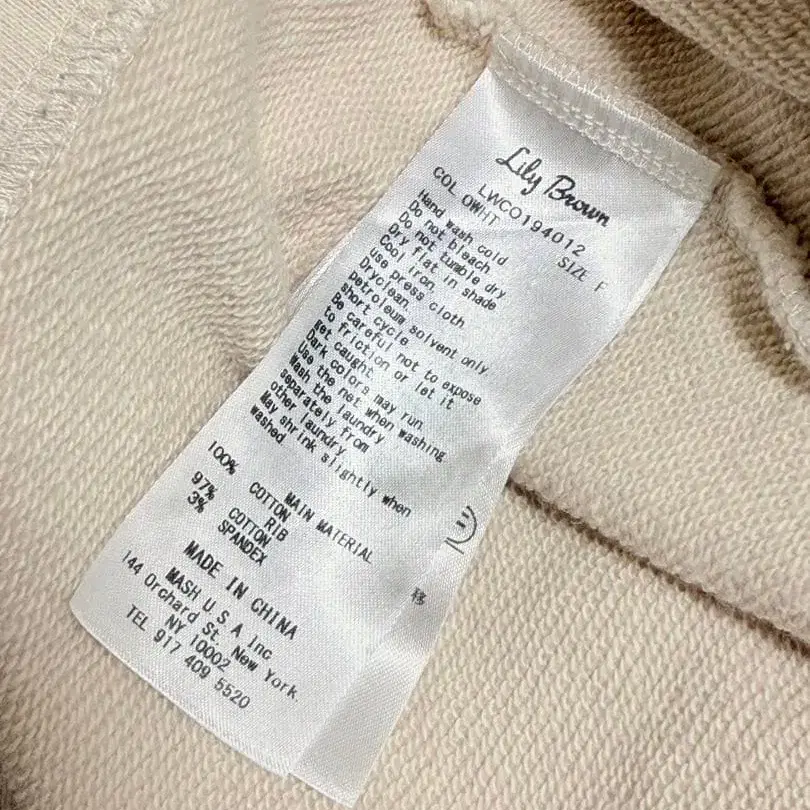 Lily Brown
LWCO194012
COL OWHT SIZE F
Hand wash cold
Do not bleach
Do not tumble dry
Dry flat in shade
Cool iron,
use press cloth
Dryclean,
petroleum solvent only
short cycle
Be careful not to expose
to friction or let it
get caught
Dark colors may run
Use the net when washing
Wash the laundry
separately from
other laundry
May shrink slightly when
washed
MAIN MATERIAL
100% COTTON
RIB
97% COTTON
3% SPANDEX
MADE IN CHINA
MASH U.S.A Inc.
144 Orchard St. New York.
NY 10002
TEL 917 409 5520